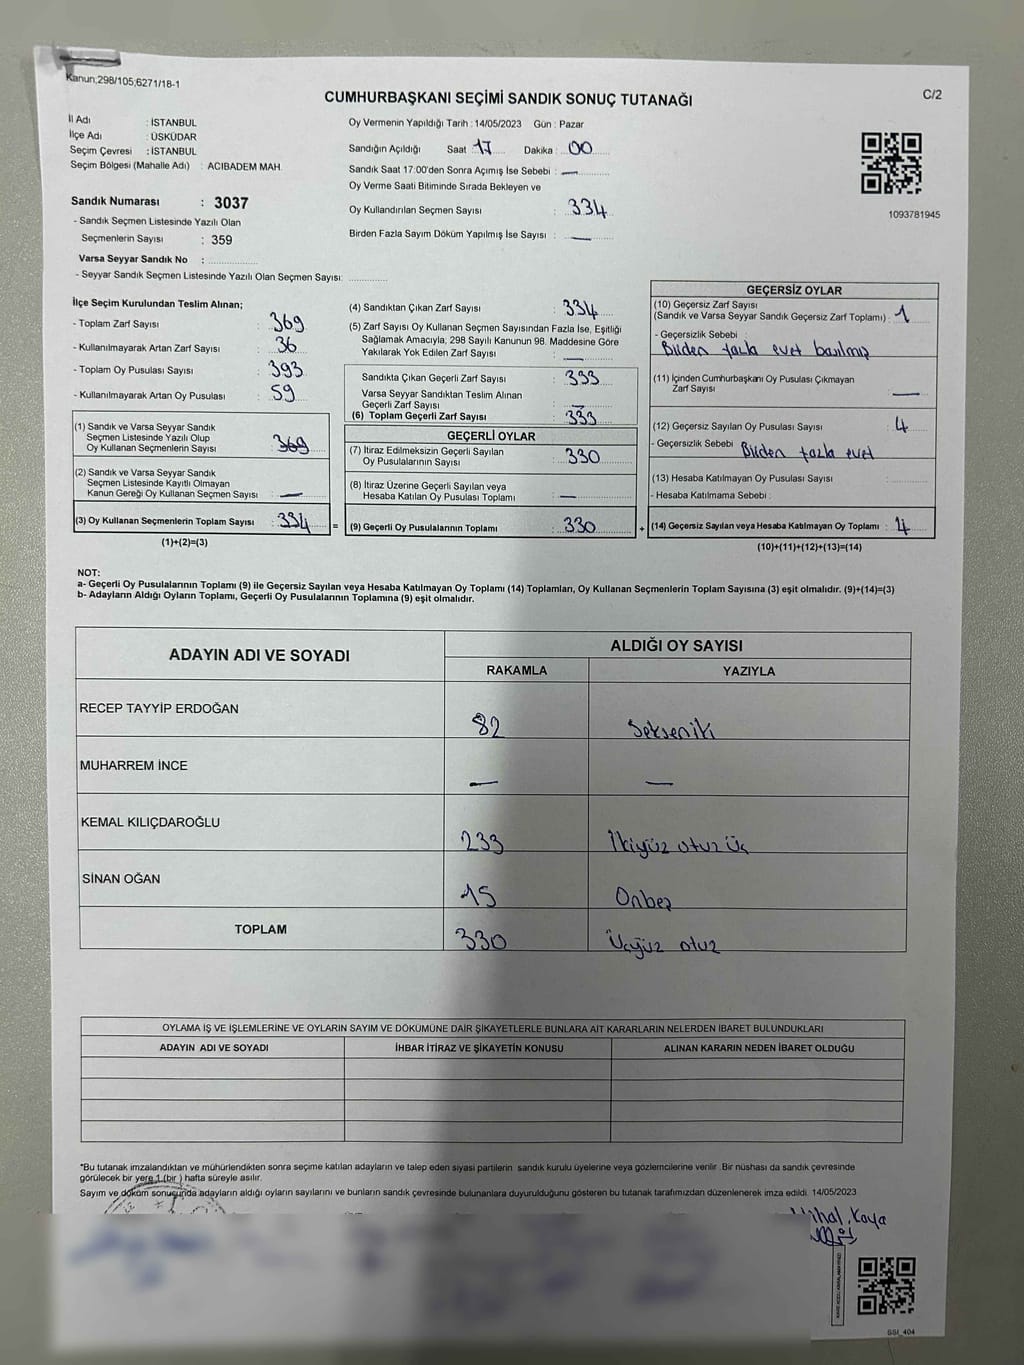 Kanun;298/105,6271/18-1
C/2
CUMHURBAŞKANI SEÇİMİ SANDIK SONUÇ TUTANAĞI
İl Adı : İSTANBUL
İlçe Adı : ÜSKÜDAR
Seçim Çevresi : İSTANBUL
Seçim Bölgesi (Mahalle Adı) : ACIBADEM MAH.
Sandık Numarası : 3037
- Sandık Seçmen Listesinde Yazılı Olan
Seçmenlerin Sayısı : 359
Varsa Seyyar Sandık No :
- Seyyar Sandık Seçmen Listesinde Yazılı Olan Seçmen Sayısı:
Oy Vermenin Yapıldığı Tarih : 14/05/2023 Gün : Pazar
Sandığın Açıldığı Saat 17 Dakika : 00
Sandık Saat 17:00'den Sonra Açımış İse Sebebi : —
Oy Verme Saati Bitiminde Sırada Bekleyen ve
Oy Kullandırılan Seçmen Sayısı : 334
Birden Fazla Sayım Döküm Yapılmış İse Sayısı : —
1093781945
İlçe Seçim Kurulundan Teslim Alınan;
- Toplam Zarf Sayısı : 369
- Kullanılmayarak Artan Zarf Sayısı : 36
- Toplam Oy Pusulası Sayısı : 393
- Kullanılmayarak Artan Oy Pusulası : 59
(1) Sandık ve Varsa Seyyar Sandık
Seçmen Listesinde Yazılı Olup
Oy Kullanan Seçmenlerin Sayısı : 369
(2) Sandık ve Varsa Seyyar Sandık
Seçmen Listesinde Kayıtlı Olmayan
Kanun Gereği Oy Kullanan Seçmen Sayısı : —
(3) Oy Kullanan Seçmenlerin Toplam Sayısı : 334
(1)+(2)=(3)
(4) Sandıktan Çıkan Zarf Sayısı : 334
(5) Zarf Sayısı Oy Kullanan Seçmen Sayısından Fazla İse, Eşitliği
Sağlamak Amacıyla, 298 Sayılı Kanunun 98. Maddesine Göre
Yakılarak Yok Edilen Zarf Sayısı : —
Sandıkta Çıkan Geçerli Zarf Sayısı : 333
Varsa Seyyar Sandıktan Teslim Alınan
Geçerli Zarf Sayısı : —
(6) Toplam Geçerli Zarf Sayısı : 333
GEÇERLİ OYLAR
(7) İtiraz Edilmeksizin Geçerli Sayılan
Oy Pusulalarının Sayısı : 330
(8) İtiraz Üzerine Geçerli Sayılan veya
Hesaba Katılan Oy Pusulası Toplamı : —
= (9) Geçerli Oy Pusulalarının Toplamı : 330 +
GEÇERSİZ OYLAR
(10) Geçersiz Zarf Sayısı
(Sandık ve Varsa Seyyar Sandık Geçersiz Zarf Toplamı) : 1
- Geçersizlik Sebebi :
Birden fazla evet basılmış
(11) İçinden Cumhurbaşkanı Oy Pusulası Çıkmayan
Zarf Sayısı : —
(12) Geçersiz Sayılan Oy Pusulası Sayısı : 4
- Geçersizlik Sebebi Birden fazla evet
(13) Hesaba Katılmayan Oy Pusulası Sayısı :
- Hesaba Katılmama Sebebi :
(14) Geçersiz Sayılan veya Hesaba Katılmayan Oy Toplamı : 4
(10)+(11)+(12)+(13)=(14)
NOT:
a- Geçerli Oy Pusulalarının Toplamı (9) ile Geçersiz Sayılan veya Hesaba Katılmayan Oy Toplamı (14) Toplamları, Oy Kullanan Seçmenlerin Toplam Sayısına (3) eşit olmalıdır. (9)+(14)=(3)
b- Adayların Aldığı Oyların Toplamı, Geçerli Oy Pusulalarının Toplamına (9) eşit olmalıdır.
ADAYIN ADI VE SOYADI
ALDIĞI OY SAYISI
RAKAMLA YAZIYLA
RECEP TAYYİP ERDOĞAN 82 Seksen iki
MUHARREM İNCE — —
KEMAL KILIÇDAROĞLU 233 İkiyüz otuz üç
SİNAN OĞAN 15 Onbeş
TOPLAM 330 Üçyüz otuz
OYLAMA İŞ VE İŞLEMLERİNE VE OYLARIN SAYIM VE DÖKÜMÜNE DAİR ŞİKAYETLERLE BUNLARA AİT KARARLARIN NELERDEN İBARET BULUNDUKLARI
ADAYIN ADI VE SOYADI İHBAR İTİRAZ VE ŞİKAYETİN KONUSU ALINAN KARARIN NEDEN İBARET OLDUĞU
*Bu tutanak imzalandıktan ve mühürlendikten sonra seçime katılan adayların ve talep eden siyasi partilerin sandık kurulu üyelerine veya gözlemcilerine verilir. Bir nüshası da sandık çevresinde
görülecek bir yere 1 (bir) hafta süreyle asılır.
Sayım ve döküm sonucunda adayların aldığı oyların sayılarını ve bunların sandık çevresinde bulunanlara duyurulduğunu gösteren bu tutanak tarafımızdan düzenlenerek imza edildi. 14/05/2023
Nihal Kaya
SSI_404